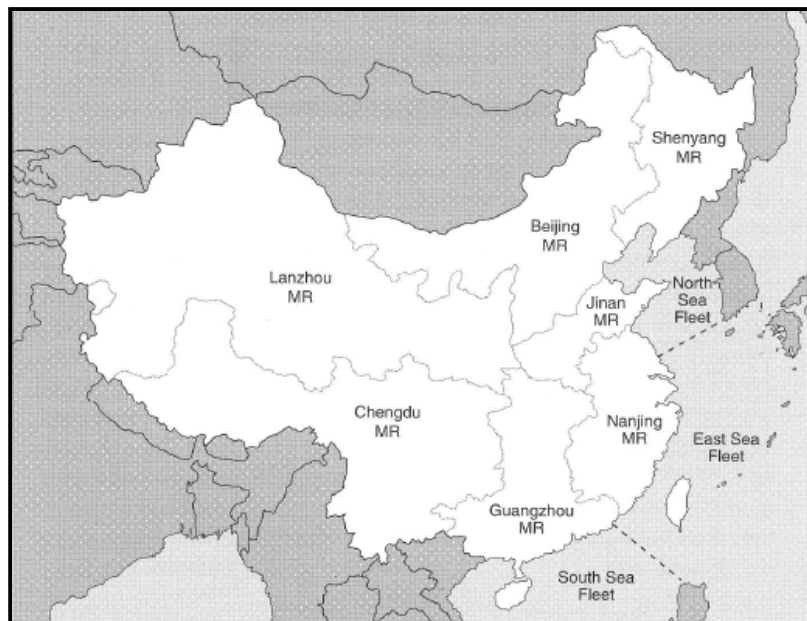 Shenyang
MR
Beijing
MR
Lanzhou
MR
North
Sea
Fleet
Jinan
MR
Chengdu
MR
Nanjing
MR
East Sea
Fleet
Guangzhou
MR
South Sea
Fleet